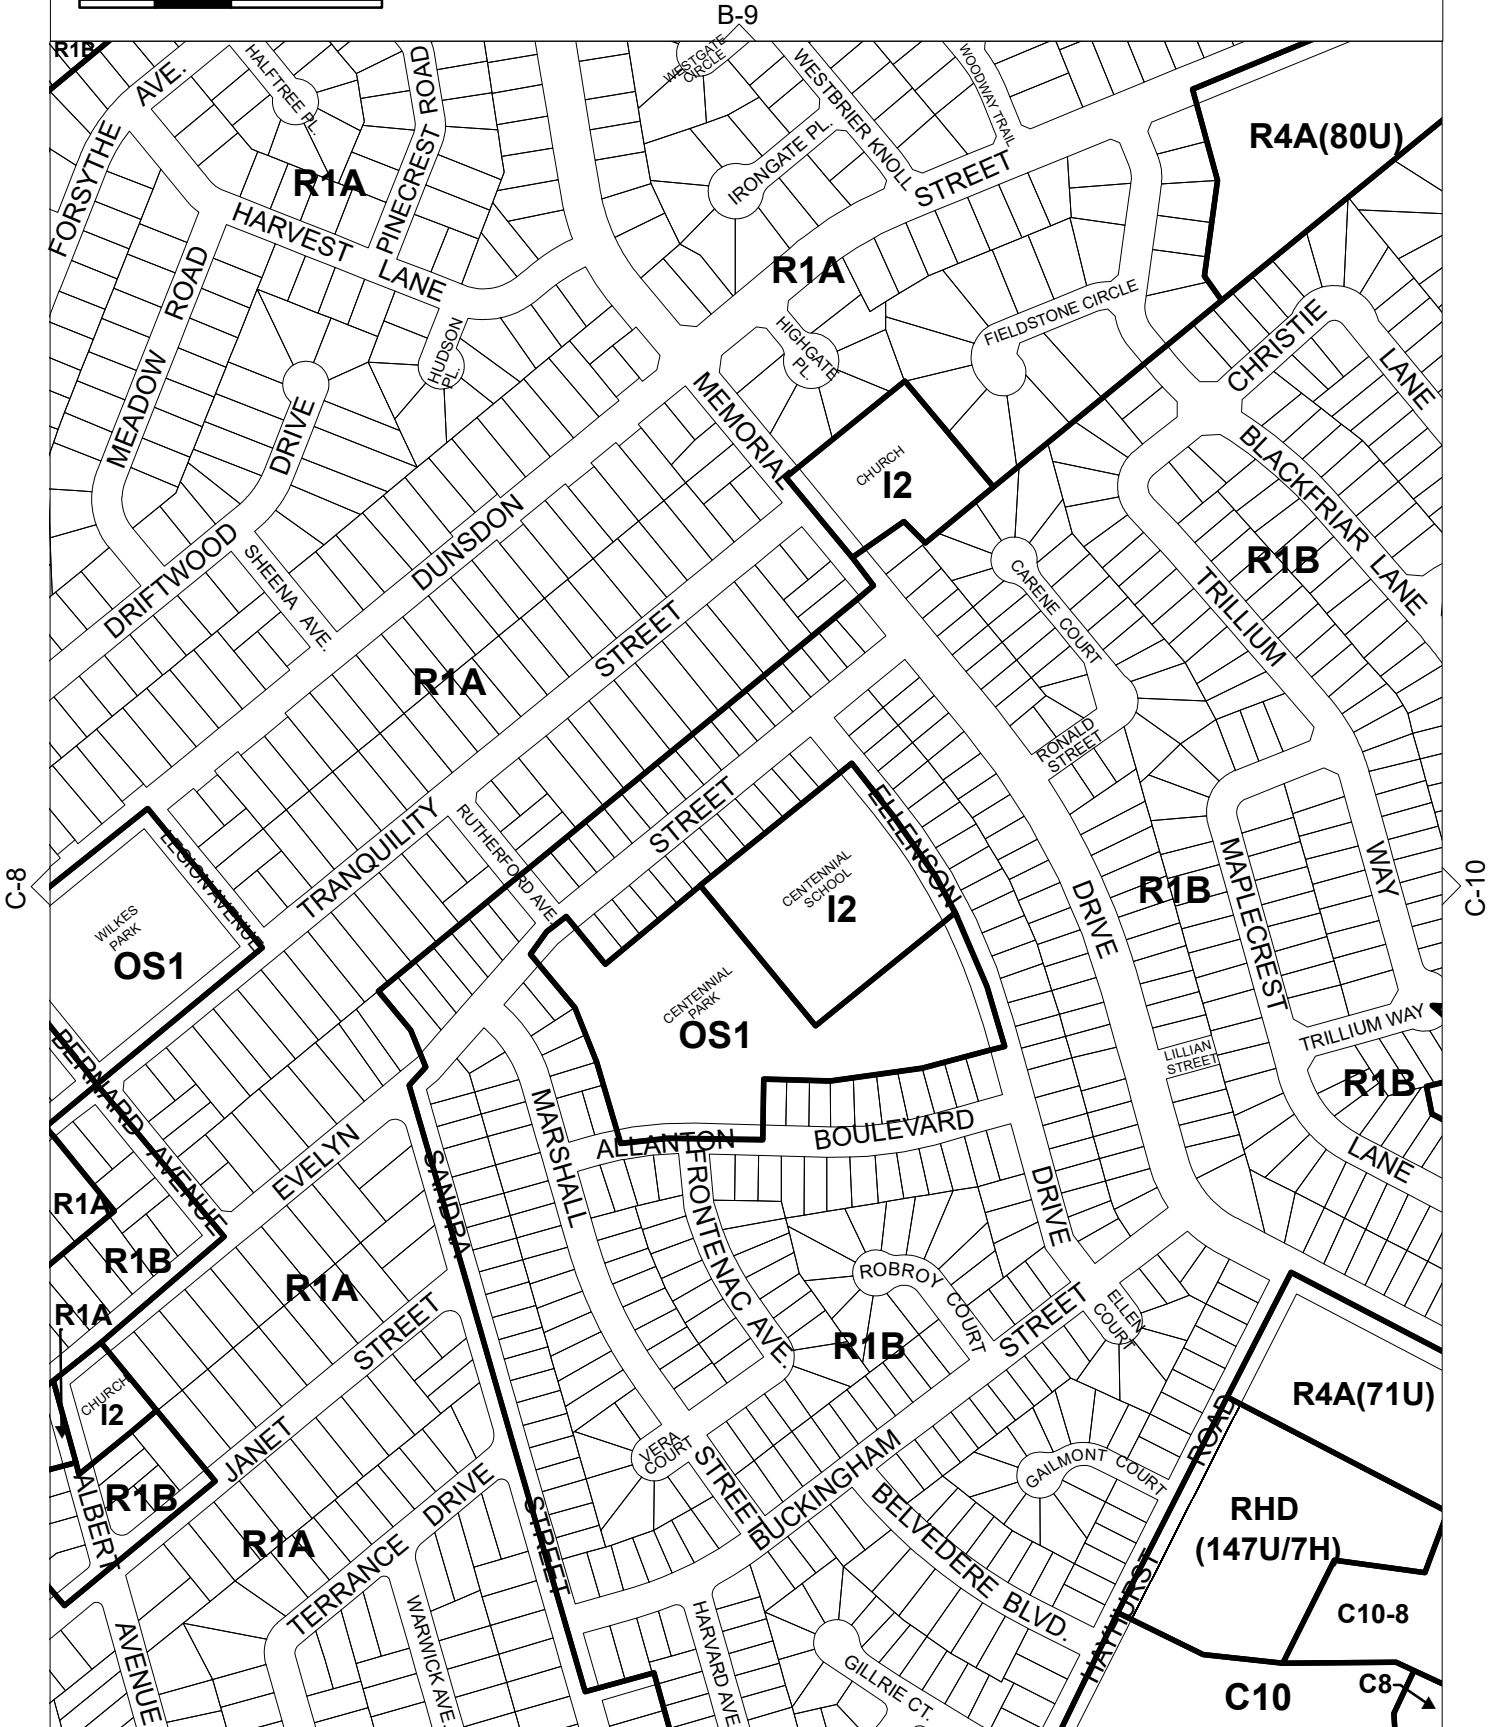 B-9
R1B
AVE.
HALFTREE PL.
PINECREST ROAD
WESTGATE
CIRCLE
WESTBRIER KNOLL
WOODWAY TRAIL
R4A(80U)
FORSYTHE
R1A
IRONGATE PL.
STREET
HARVEST LANE
MEADOW ROAD
R1A
FIELDSTONE CIRCLE
HUDSON
PL.
HIGHGATE
PL.
CHRISTIE LANE
DRIVE
MEMORIAL
CHURCH
I2
BLACKFRIAR LANE
DUNSDON
DRIFTWOOD
SHEENA AVE.
CARENE COURT
R1B
TRILLIUM
STREET
R1A
RONALD
STREET
STREET
ELLENSON
RUTHERFORD AVE.
TRANQUILITY
LEGION AVENUE
C-8
CENTENNIAL
SCHOOL
I2
DRIVE
R1B
MAPLECREST
WAY
C-10
WILKES
PARK
OS1
CENTENNIAL
PARK
OS1
TRILLIUM WAY
LILLIAN
STREET
R1B
BERNARD AVENUE
MARSHALL
ALLANTON BOULEVARD
LANE
EVELYN
SANDRA
FRONTENAC AVE.
DRIVE
R1A
R1B
R1A
ROBROY COURT
R1A
STREET
ELLEN
COURT
STREET
R1B
CHURCH
I2
R4A(71U)
JANET
VERA
COURT
STREET
ROAD
GAILMONT COURT
BUCKINGHAM
ALBERT
R1B
DRIVE
STREET
BELVEDERE BLVD.
RHD
(147U/7H)
R1A
TERRANCE
HAYHURST
C10-8
AVENUE
WARWICK AVE.
HARVARD AVE
GILLRIE CT.
C10
C8